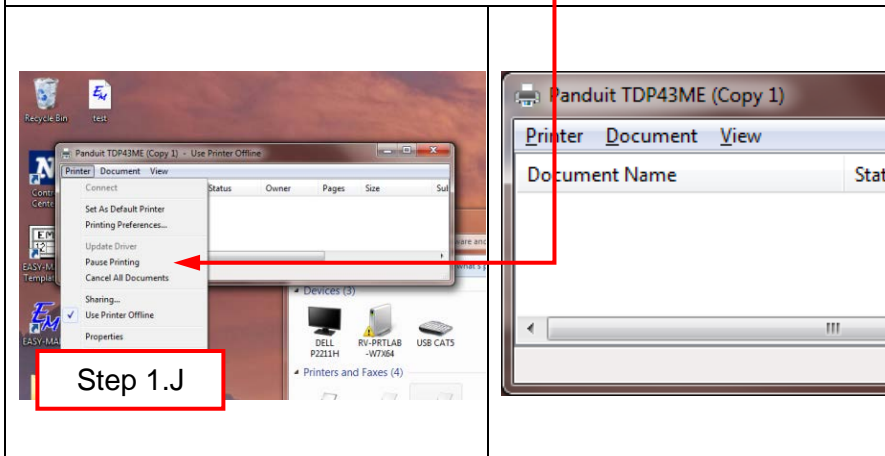 Recycle Bin
test
Panduit TDP43ME (Copy 1) - Use Printer Offline
Printer Document View
Status Owner Pages Size Sul
Connect
Set As Default Printer
Printing Preferences...
Update Driver
Pause Printing
Cancel All Documents
Sharing...
Use Printer Offline
Properties
Devices (3)
DELL
P2211H
RV-PRTLAB
-W7X64
USB CAT5
Printers and Faxes (4)
Step 1.J
Panduit TDP43ME (Copy 1)
Printer Document View
Document Name Stat